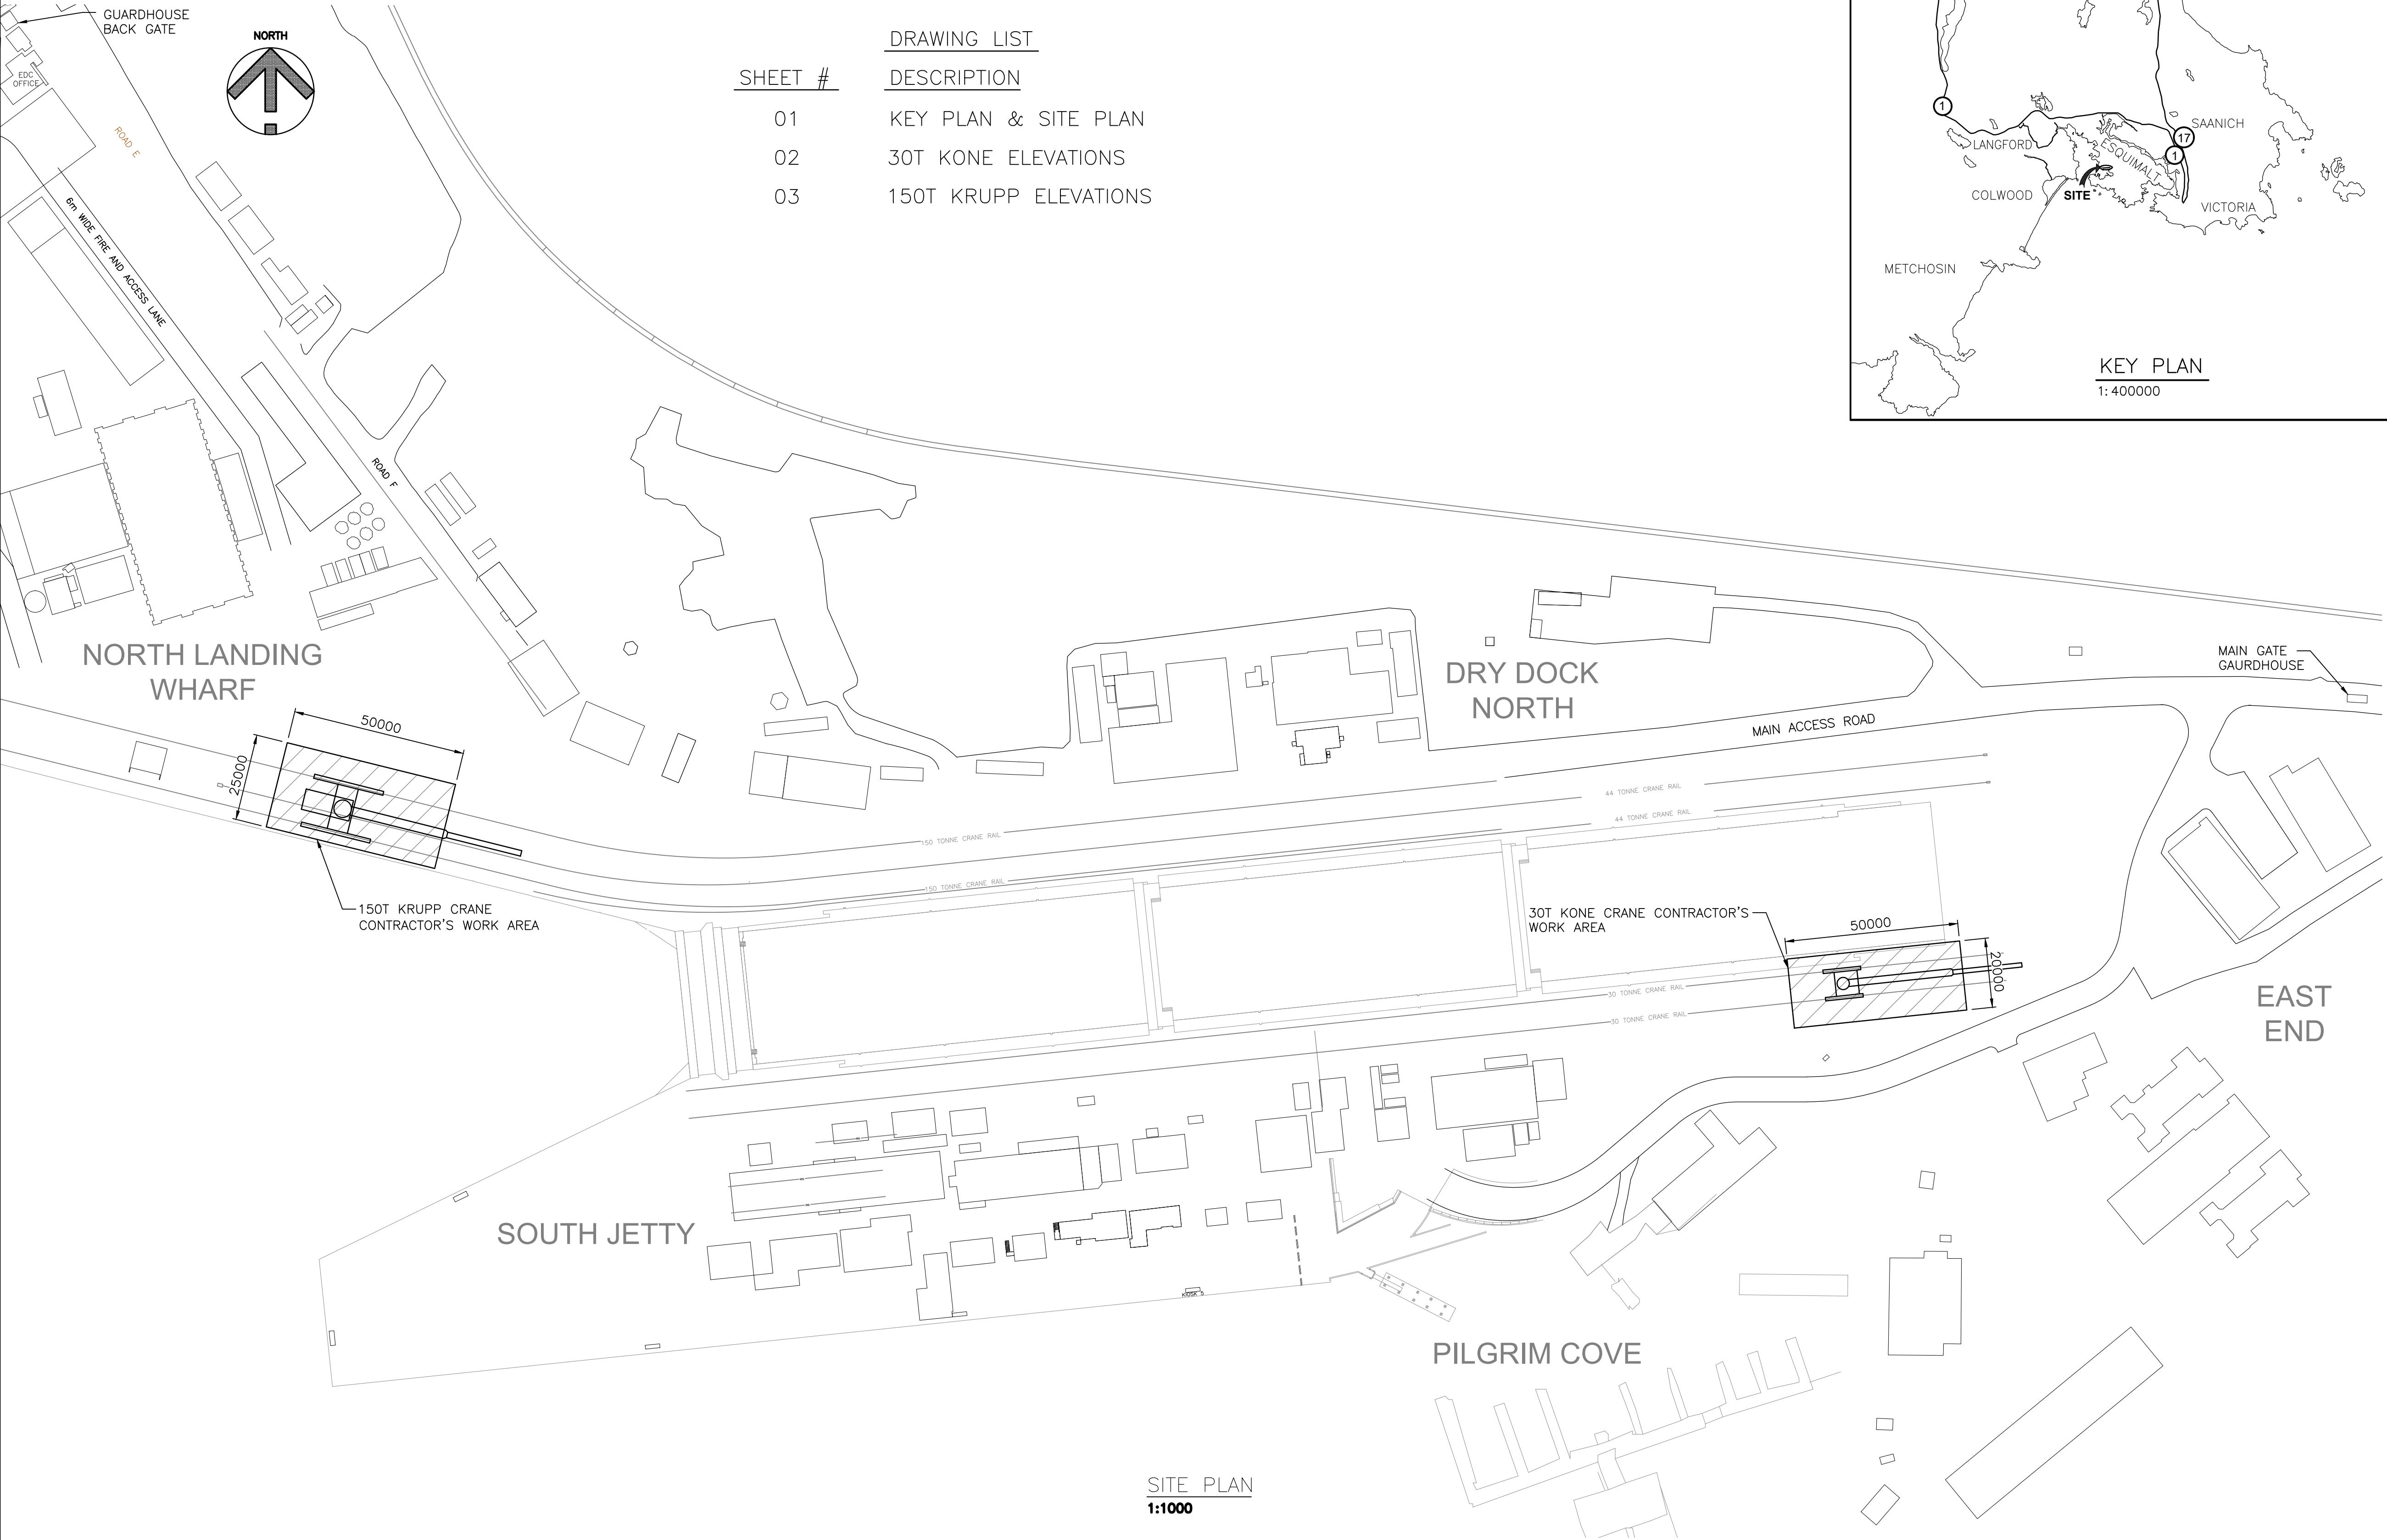 GUARDHOUSE
BACK GATE
NORTH
EDC
OFFICE
ROAD E
6m WIDE FIRE AND ACCESS LANE
DRAWING LIST
SHEET # DESCRIPTION
01 KEY PLAN & SITE PLAN
02 30T KONE ELEVATIONS
03 150T KRUPP ELEVATIONS
1
17
SAANICH
1
LANGFORD
ESQUIMALT
COLWOOD
SITE
VICTORIA
METCHOSIN
KEY PLAN
1:400000
ROAD F
NORTH LANDING
WHARF
DRY DOCK
NORTH
MAIN GATE
GAURDHOUSE
MAIN ACCESS ROAD
50000
25000
44 TONNE CRANE RAIL
44 TONNE CRANE RAIL
150 TONNE CRANE RAIL
150 TONNE CRANE RAIL
150T KRUPP CRANE
CONTRACTOR'S WORK AREA
30T KONE CRANE CONTRACTOR'S
WORK AREA
50000
20000
30 TONNE CRANE RAIL
30 TONNE CRANE RAIL
EAST
END
SOUTH JETTY
KIOSK D
PILGRIM COVE
SITE PLAN
1:1000